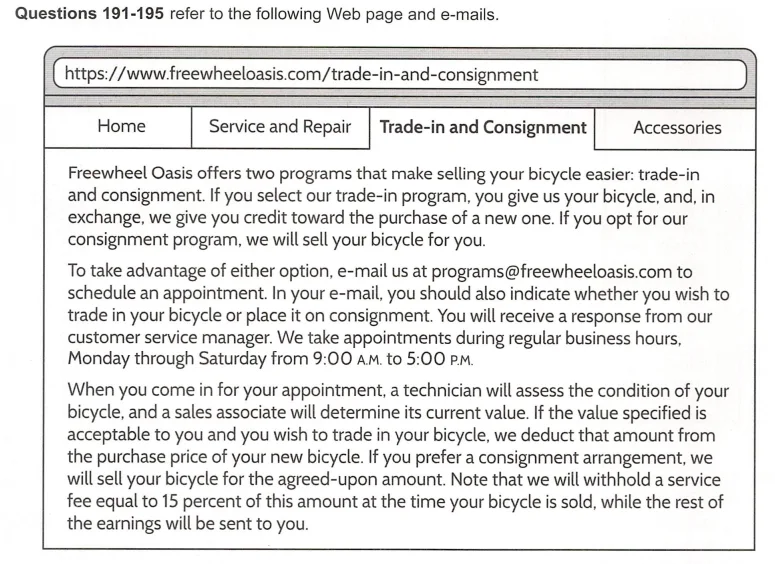 Questions 191-195 refer to the following Web page and e-mails.
https://www.freewheeloasis.com/trade-in-and-consignment
Home Service and Repair Trade-in and Consignment Accessories
Freewheel Oasis offers two programs that make selling your bicycle easier: trade-in
and consignment. If you select our trade-in program, you give us your bicycle, and, in
exchange, we give you credit toward the purchase of a new one. If you opt for our
consignment program, we will sell your bicycle for you.
To take advantage of either option, e-mail us at programs@freewheeloasis.com to
schedule an appointment. In your e-mail, you should also indicate whether you wish to
trade in your bicycle or place it on consignment. You will receive a response from our
customer service manager. We take appointments during regular business hours,
Monday through Saturday from 9:00 A.M. to 5:00 P.M.
When you come in for your appointment, a technician will assess the condition of your
bicycle, and a sales associate will determine its current value. If the value specified is
acceptable to you and you wish to trade in your bicycle, we deduct that amount from
the purchase price of your new bicycle. If you prefer a consignment arrangement, we
will sell your bicycle for the agreed-upon amount. Note that we will withhold a service
fee equal to 15 percent of this amount at the time your bicycle is sold, while the rest of
the earnings will be sent to you.